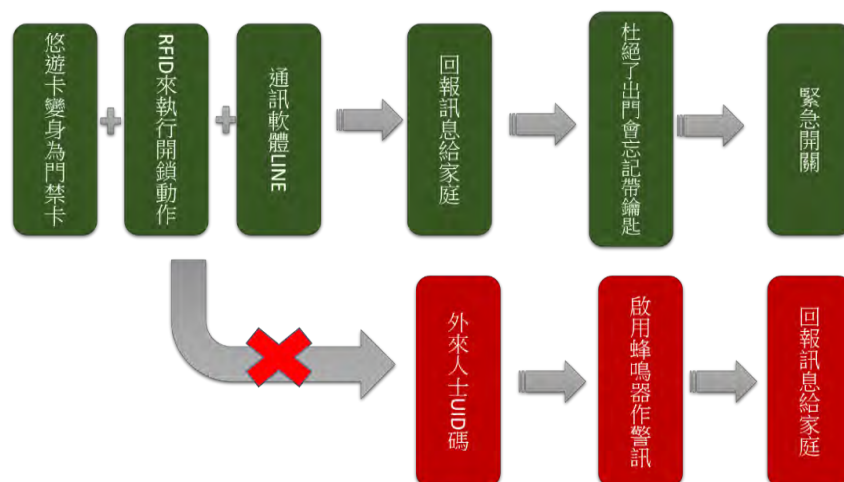 悠遊卡變身為門禁卡
RFID來執行開鎖動作
通訊軟體LINE
回報訊息給家庭
杜絕了出門會忘記帶鑰匙
緊急開關
外來人士UID碼
啟用蜂鳴器作警訊
回報訊息給家庭